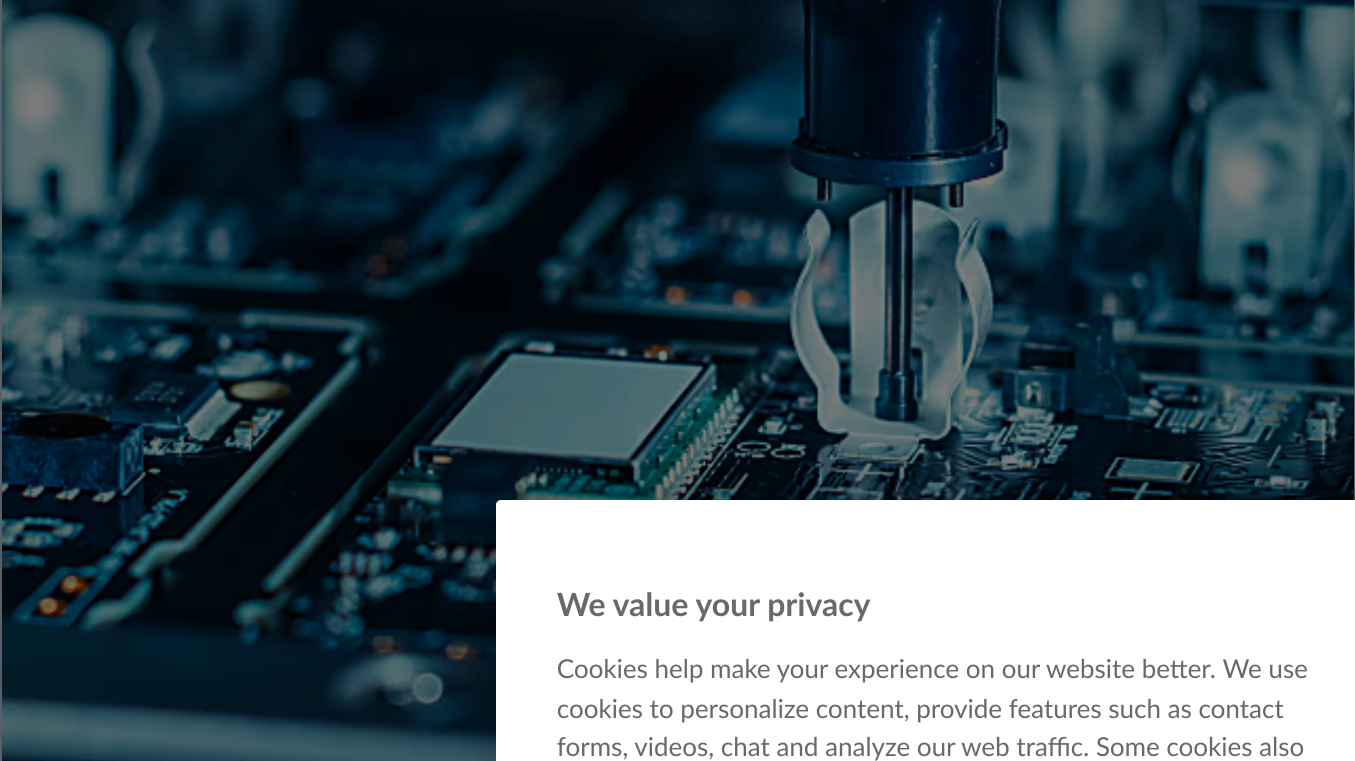 We value your privacy
Cookies help make your experience on our website better. We use
cookies to personalize content, provide features such as contact
forms, videos, chat and analyze our web traffic. Some cookies also